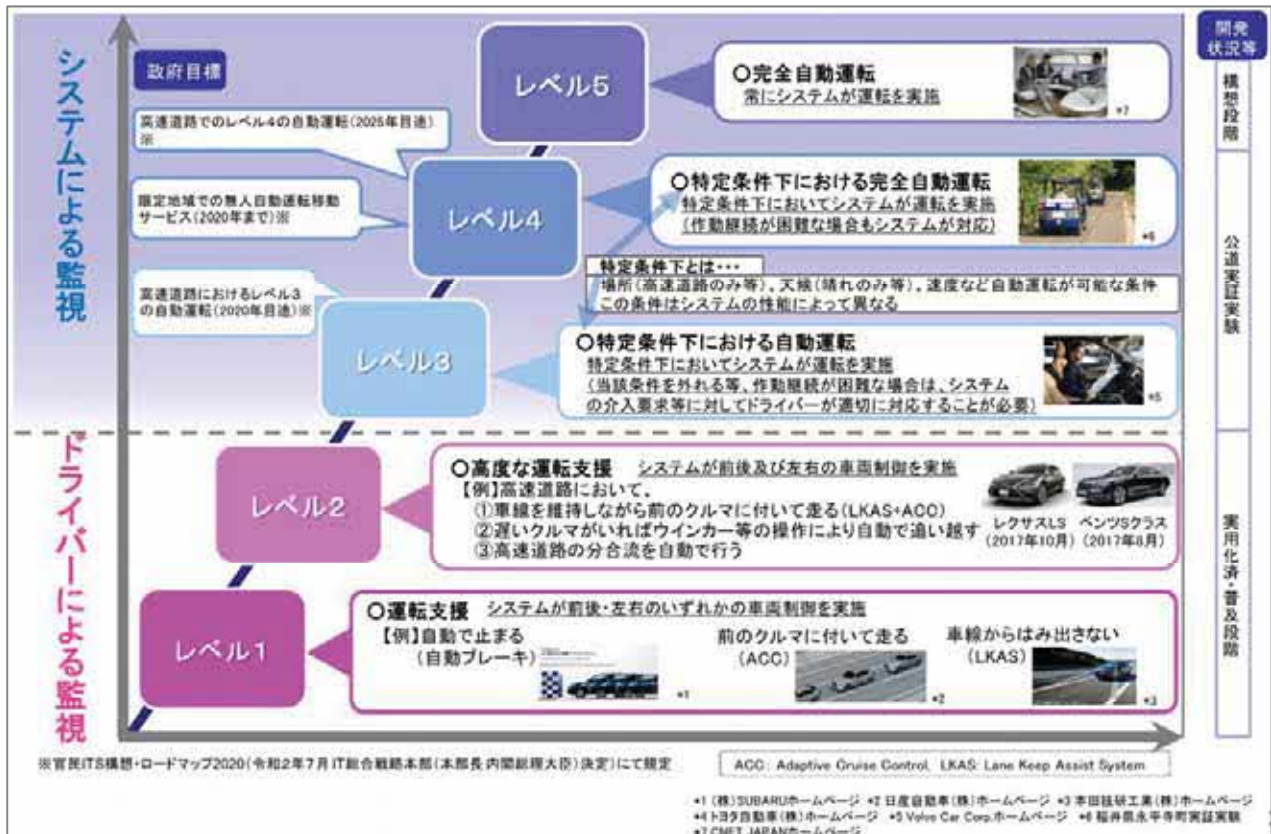 システムによる監視
ドライバーによる監視
政府目標
高速道路でのレベル4の自動運転(2025年目途)
※
限定地域での無人自動運転移動
サービス(2020年まで)※
高速道路におけるレベル3
の自動運転(2020年目途)※
レベル5
〇完全自動運転
常にシステムが運転を実施
*7
レベル4
〇特定条件下における完全自動運転
特定条件下においてシステムが運転を実施
(作動継続が困難な場合もシステムが対応)
*6
特定条件下とは・・・
場所(高速道路のみ等)、天候(晴れのみ等)、速度など自動運転が可能な条件
この条件はシステムの性能によって異なる
レベル3
〇特定条件下における自動運転
特定条件下においてシステムが運転を実施
(当該条件を外れる等、作動継続が困難な場合は、システム
の介入要求等に対してドライバーが適切に対応することが必要)
*5
レベル2
〇高度な運転支援 システムが前後及び左右の車両制御を実施
【例】高速道路において、
①車線を維持しながら前のクルマに付いて走る(LKAS+ACC)
②遅いクルマがいればウインカー等の操作により自動で追い越す
③高速道路の分合流を自動で行う
レクサスLS
(2017年10月)
ベンツSクラス
(2017年8月)
レベル1
〇運転支援 システムが前後・左右のいずれかの車両制御を実施
【例】自動で止まる
(自動ブレーキ)
*1
前のクルマに付いて走る
(ACC)
*2
車線からはみ出さない
(LKAS)
*3
開発
状況等
構想段階
公道実証実験
実用化済・普及段階
※官民ITS構想・ロードマップ2020(令和2年7月IT総合戦略本部(本部長内閣総理大臣)決定)にて規定
ACC: Adaptive Cruise Control, LKAS: Lane Keep Assist System
*1 (株)SUBARUホームページ *2 日産自動車(株)ホームページ *3 本田技研工業(株)ホームページ
*4 トヨタ自動車(株)ホームページ *5 Volvo Car Corp.ホームページ *6 福井県永平寺町実証実験
*7 CNET JAPANホームページ